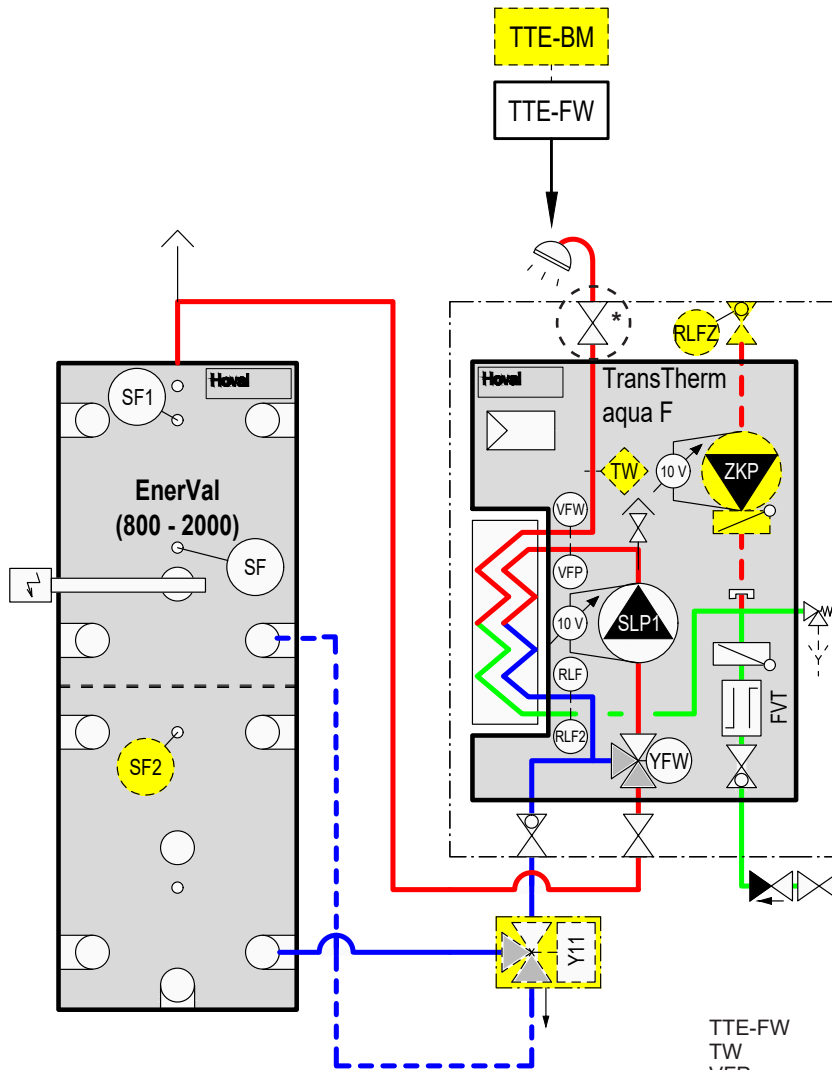 TTE-BM
TTE-FW
*
RLFZ
Hoval
SF1
EnerVal
(800 - 2000)
SF
SF2
Hoval
TransTherm
aqua F
TW
10 V
ZKP
VFW
VFP
10 V
SLP1
RLF
RLF2
YFW
FVT
Y11
TTE-FW
TW